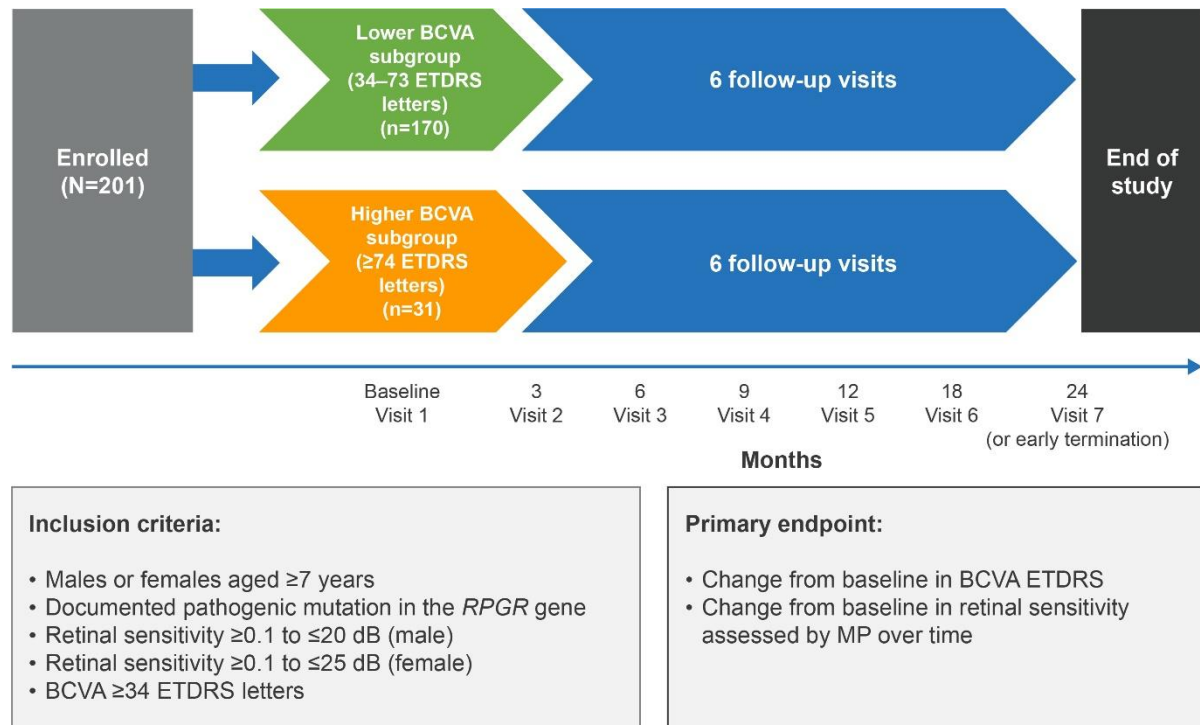 Enrolled
(N=201)
Lower BCVA
subgroup
(34–73 ETDRS
letters)
(n=170)
6 follow-up visits
Higher BCVA
subgroup
(≥74 ETDRS
letters)
(n=31)
6 follow-up visits
End of
study
Baseline
Visit 1
3
Visit 2
6
Visit 3
9
Visit 4
12
Visit 5
18
Visit 6
24
Visit 7
(or early termination)
Months
Inclusion criteria:
• Males or females aged ≥7 years
• Documented pathogenic mutation in the RPGR gene
• Retinal sensitivity ≥0.1 to ≤20 dB (male)
• Retinal sensitivity ≥0.1 to ≤25 dB (female)
• BCVA ≥34 ETDRS letters
Primary endpoint:
• Change from baseline in BCVA ETDRS
• Change from baseline in retinal sensitivity
assessed by MP over time